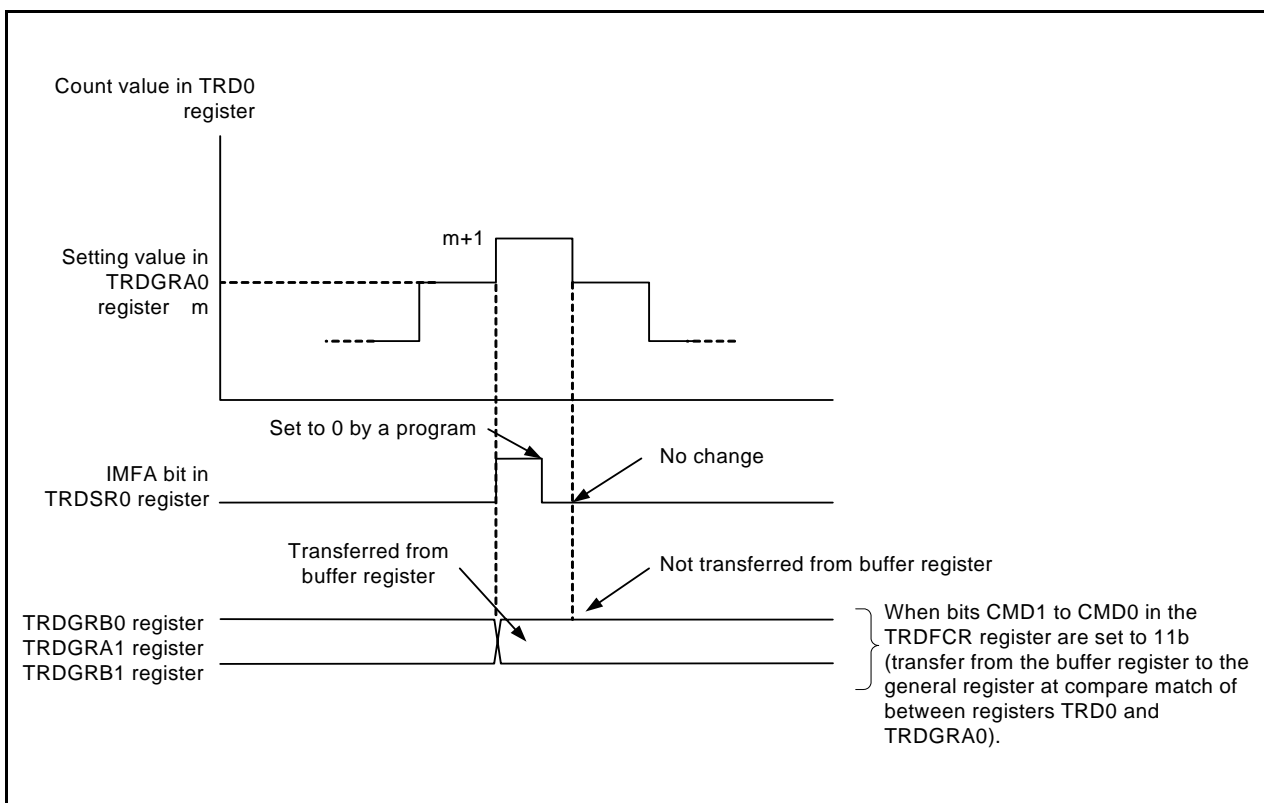 Count value in TRD0
register
m+1
Setting value in
TRDGRA0
register m
Set to 0 by a program
No change
IMFA bit in
TRDSR0 register
Transferred from
buffer register
Not transferred from buffer register
TRDGRB0 register
TRDGRA1 register
TRDGRB1 register
When bits CMD1 to CMD0 in the
TRDFCR register are set to 11b
(transfer from the buffer register to the
general register at compare match of
between registers TRD0 and
TRDGRA0).